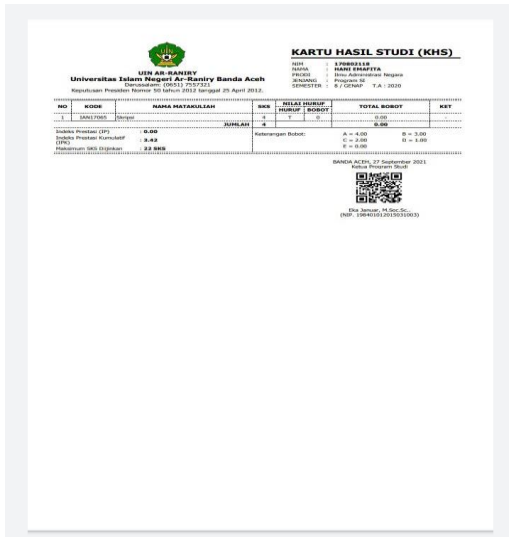 UIN
UIN AR-RANIRY
Universitas Islam Negeri Ar-Raniry Banda Aceh
Darussalam: (0651) 7557321
Keputusan Presiden Nomor 50 tahun 2012 tanggal 25 April 2012.
KARTU HASIL STUDI (KHS)
NIM : 170802118
NAMA : HANI EMAFITA
PRODI : Ilmu Administrasi Negara
JENJANG : Program SI
SEMESTER : 8 / GENAP T.A : 2020
NO KODE NAMA MATAKULIAH SKS NILAI HURUF TOTAL BOBOT KET
HURUF BOBOT
1 IAN17065 Skripsi 4 T 0 0.00 -
JUMLAH 4 0.00
Indeks Prestasi (IP) : 0.00
Indeks Prestasi Kumulatif (IPK) : 3.43
Maksimum SKS Diijinkan : 22 SKS
Keterangan Bobot: A = 4.00 B = 3.00
C = 2.00 D = 1.00
E = 0.00
BANDA ACEH, 27 September 2021
Ketua Program Studi
Eka Januar, M.Soc.Sc.
(NIP. 198401012015031003)